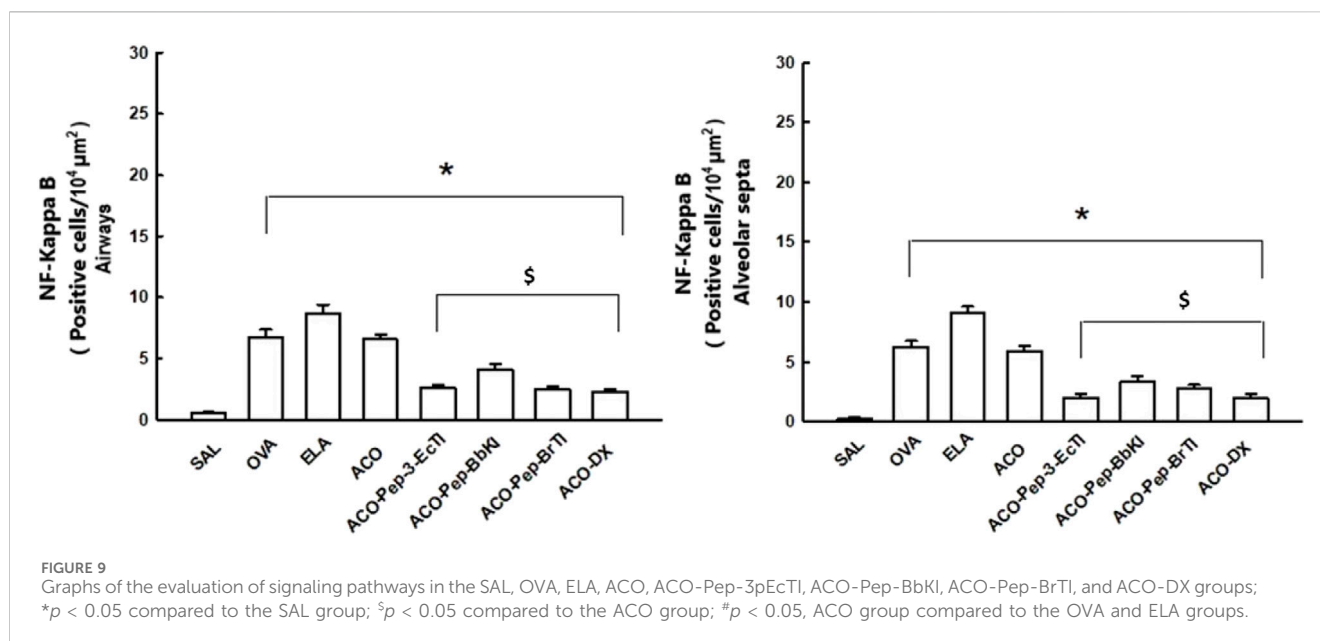 NF-Kappa B
( Positive cells/10⁴ µm²)
Airways
30
25
20
15
10
5
0
*
$
SAL
OVA
ELA
ACO
ACO-Pep-3-EcTI
ACO-Pep-BbKI
ACO-Pep-BrTI
ACO-DX
NF-Kappa B
( Positive cells/10⁴ µm²)
Alveolar septa
30
25
20
15
10
5
0
*
$
SAL
OVA
ELA
ACO
ACO-Pep-3-EcTI
ACO-Pep-BbKI
ACO-Pep-BrTI
ACO-DX
FIGURE 9
Graphs of the evaluation of signaling pathways in the SAL, OVA, ELA, ACO, ACO-Pep-3pEcTI, ACO-Pep-BbKI, ACO-Pep-BrTI, and ACO-DX groups;
*p < 0.05 compared to the SAL group; $p < 0.05 compared to the ACO group; #p < 0.05, ACO group compared to the OVA and ELA groups.